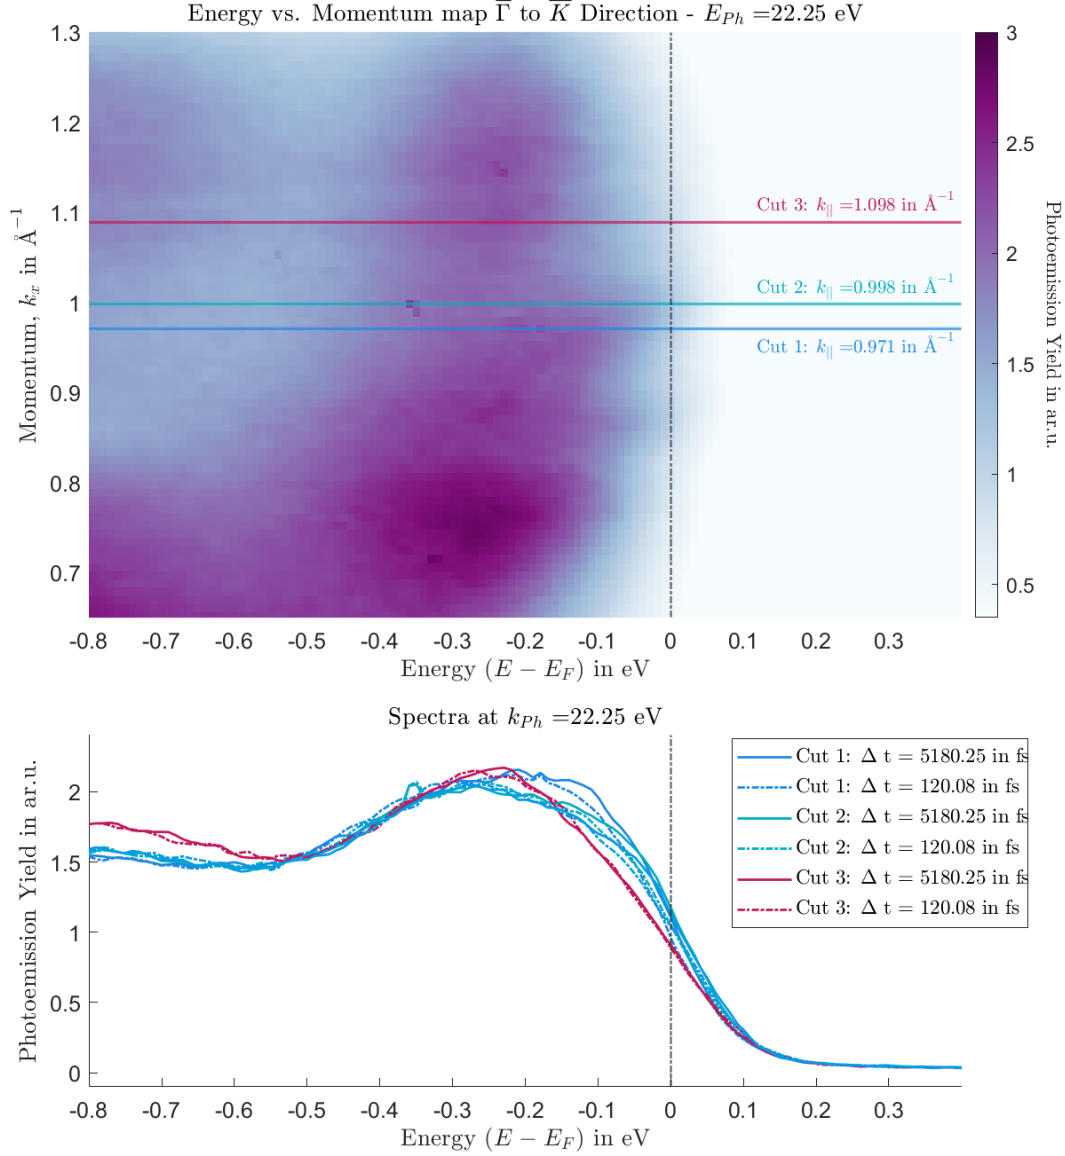 Energy vs. Momentum map Γ̅ to K̅ Direction - E_Ph =22.25 eV
1.3
1.2
1.1
1
0.9
0.8
0.7
Momentum, k_x in Å⁻¹
Cut 3: k_|| =1.098 in Å⁻¹
Cut 2: k_|| =0.998 in Å⁻¹
Cut 1: k_|| =0.971 in Å⁻¹
-0.8 -0.7 -0.6 -0.5 -0.4 -0.3 -0.2 -0.1 0 0.1 0.2 0.3
Energy (E − E_F) in eV
3
2.5
2
1.5
1
0.5
Photoemission Yield in ar.u.
Spectra at k_Ph =22.25 eV
2
1.5
1
0.5
0
Photoemission Yield in ar.u.
Cut 1: Δ t = 5180.25 in fs
Cut 1: Δ t = 120.08 in fs
Cut 2: Δ t = 5180.25 in fs
Cut 2: Δ t = 120.08 in fs
Cut 3: Δ t = 5180.25 in fs
Cut 3: Δ t = 120.08 in fs
-0.8 -0.7 -0.6 -0.5 -0.4 -0.3 -0.2 -0.1 0 0.1 0.2 0.3
Energy (E − E_F) in eV